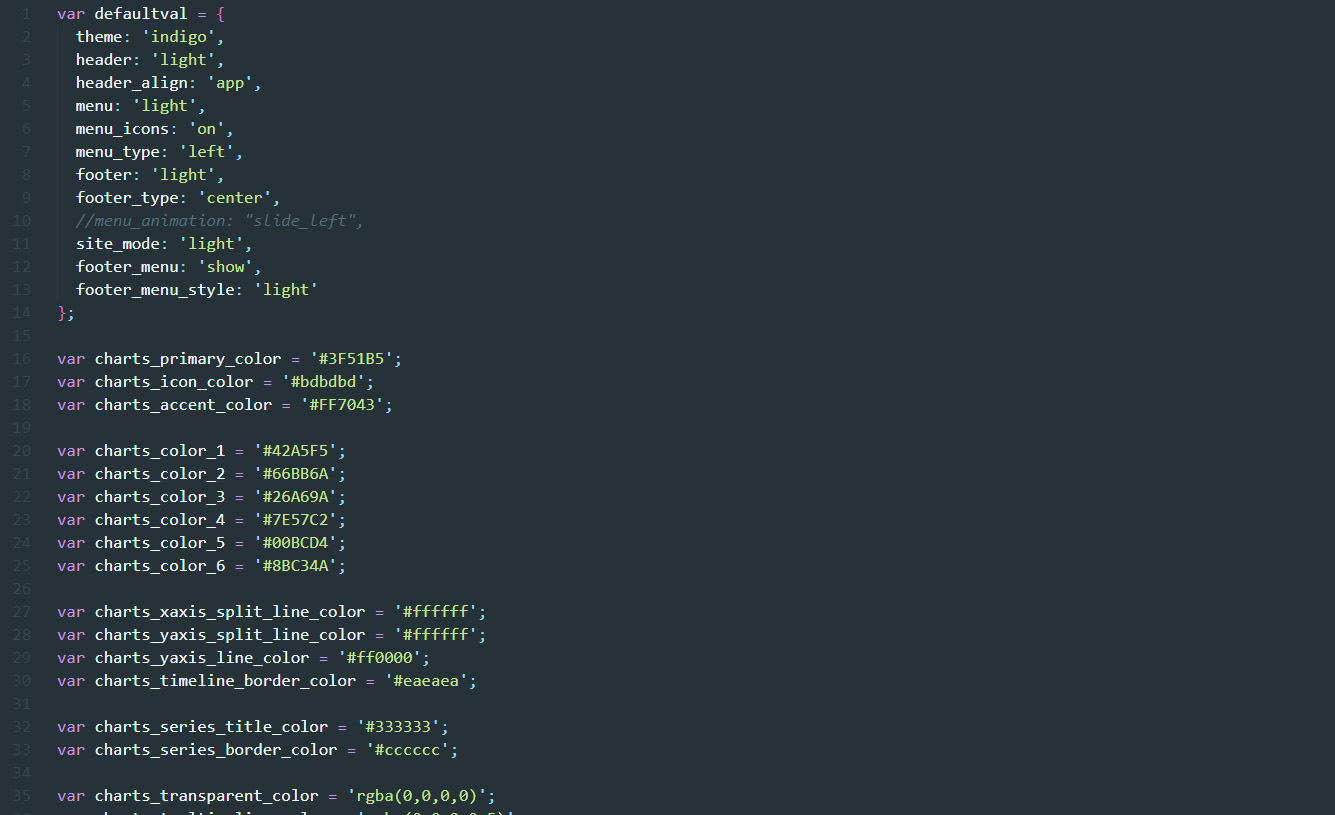 1 var defaultval = {
2 theme: 'indigo',
3 header: 'light',
4 header_align: 'app',
5 menu: 'light',
6 menu_icons: 'on',
7 menu_type: 'left',
8 footer: 'light',
9 footer_type: 'center',
10 //menu_animation: "slide_left",
11 site_mode: 'light',
12 footer_menu: 'show',
13 footer_menu_style: 'light'
14 };
15
16 var charts_primary_color = '#3F51B5';
17 var charts_icon_color = '#bdbdbd';
18 var charts_accent_color = '#FF7043';
19
20 var charts_color_1 = '#42A5F5';
21 var charts_color_2 = '#66BB6A';
22 var charts_color_3 = '#26A69A';
23 var charts_color_4 = '#7E57C2';
24 var charts_color_5 = '#00BCD4';
25 var charts_color_6 = '#8BC34A';
26
27 var charts_xaxis_split_line_color = '#ffffff';
28 var charts_yaxis_split_line_color = '#ffffff';
29 var charts_yaxis_line_color = '#ff0000';
30 var charts_timeline_border_color = '#eaeaea';
31
32 var charts_series_title_color = '#333333';
33 var charts_series_border_color = '#cccccc';
34
35 var charts_transparent_color = 'rgba(0,0,0,0)';